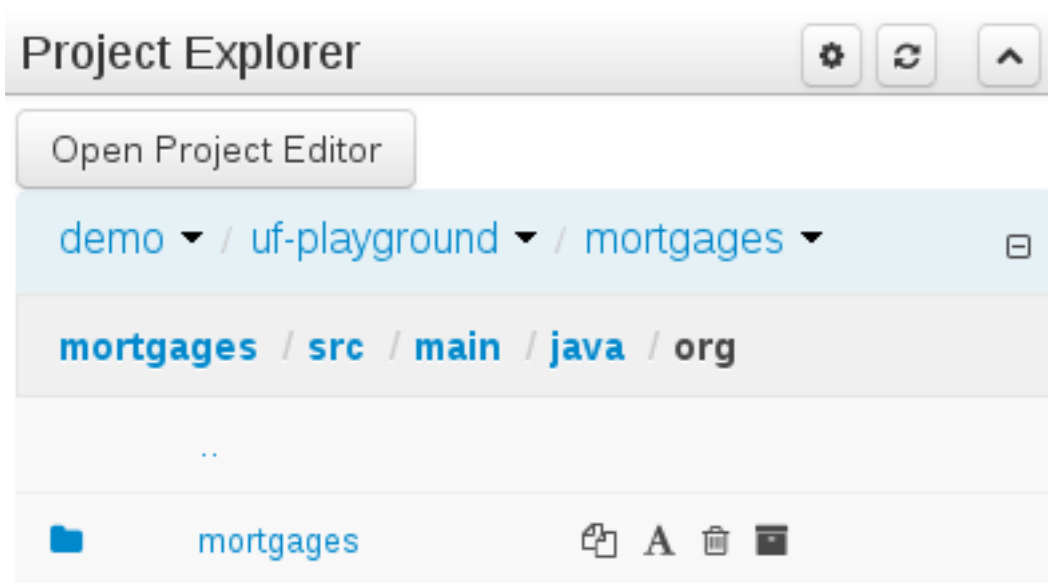 Project Explorer
Open Project Editor
demo / uf-playground / mortgages
mortgages / src / main / java / org
..
mortgages